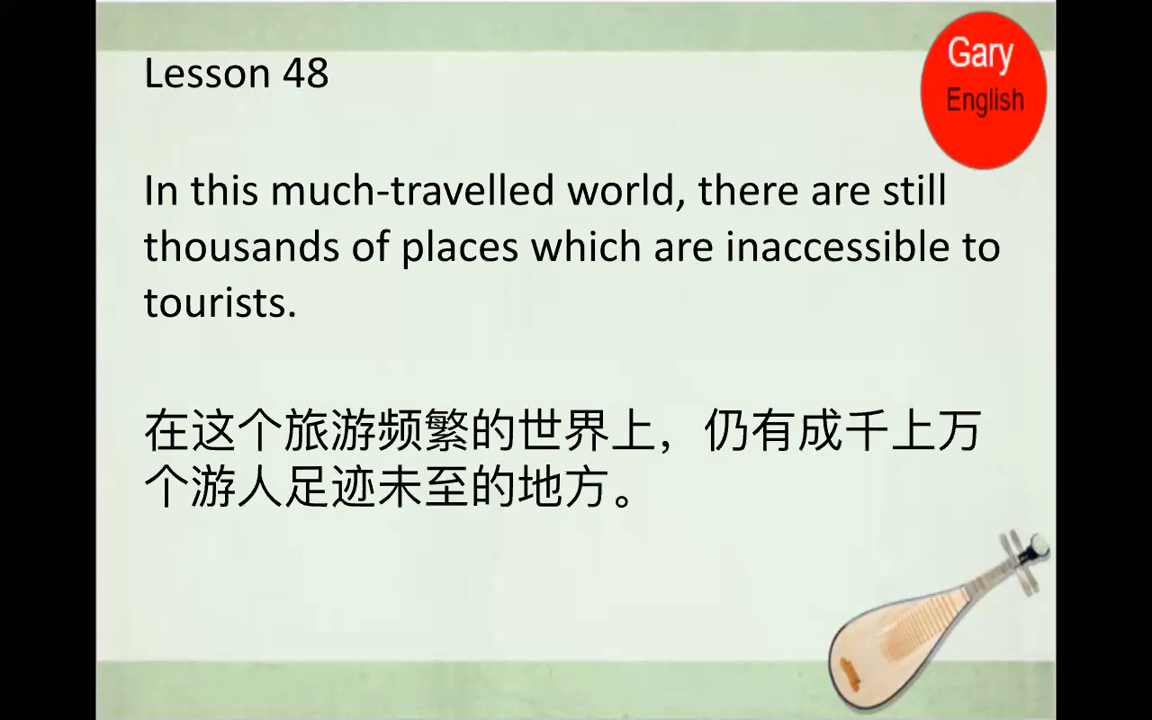 Gary
English
Lesson 48
In this much-travelled world, there are still
thousands of places which are inaccessible to
tourists.
在这个旅游频繁的世界上，仍有成千上万
个游人足迹未至的地方。